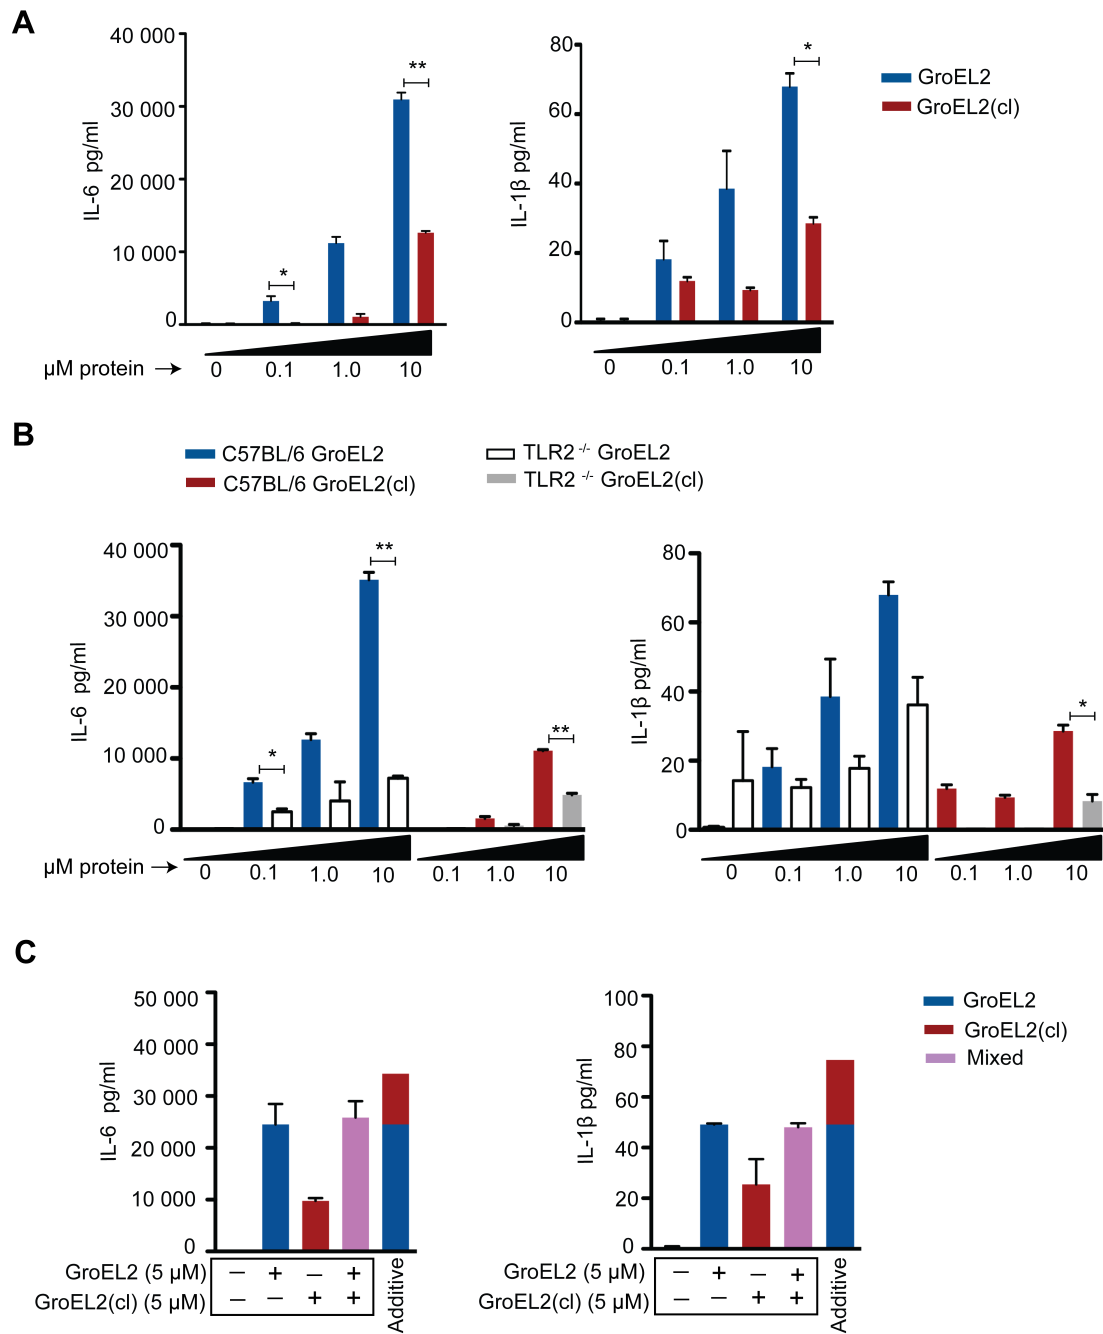 A
40 000
30 000
20 000
10 000
0
IL-6 pg/ml
*
**
µM protein →
0 0.1 1.0 10
80
60
40
20
0
IL-1β pg/ml
*
0 0.1 1.0 10
GroEL2
GroEL2(cl)
B
C57BL/6 GroEL2
C57BL/6 GroEL2(cl)
TLR2 -/- GroEL2
TLR2 -/- GroEL2(cl)
40 000
30 000
20 000
10 000
0
IL-6 pg/ml
*
**
**
µM protein →
0 0.1 1.0 10 0.1 1.0 10
80
60
40
20
0
IL-1β pg/ml
*
0 0.1 1.0 10 0.1 1.0 10
C
50 000
40 000
30 000
20 000
10 000
0
IL-6 pg/ml
GroEL2 (5 µM) – + – +
GroEL2(cl) (5 µM) – – + +
Additive
100
80
60
40
20
0
IL-1β pg/ml
GroEL2 (5 µM) – + – +
GroEL2(cl) (5 µM) – – + +
Additive
GroEL2
GroEL2(cl)
Mixed